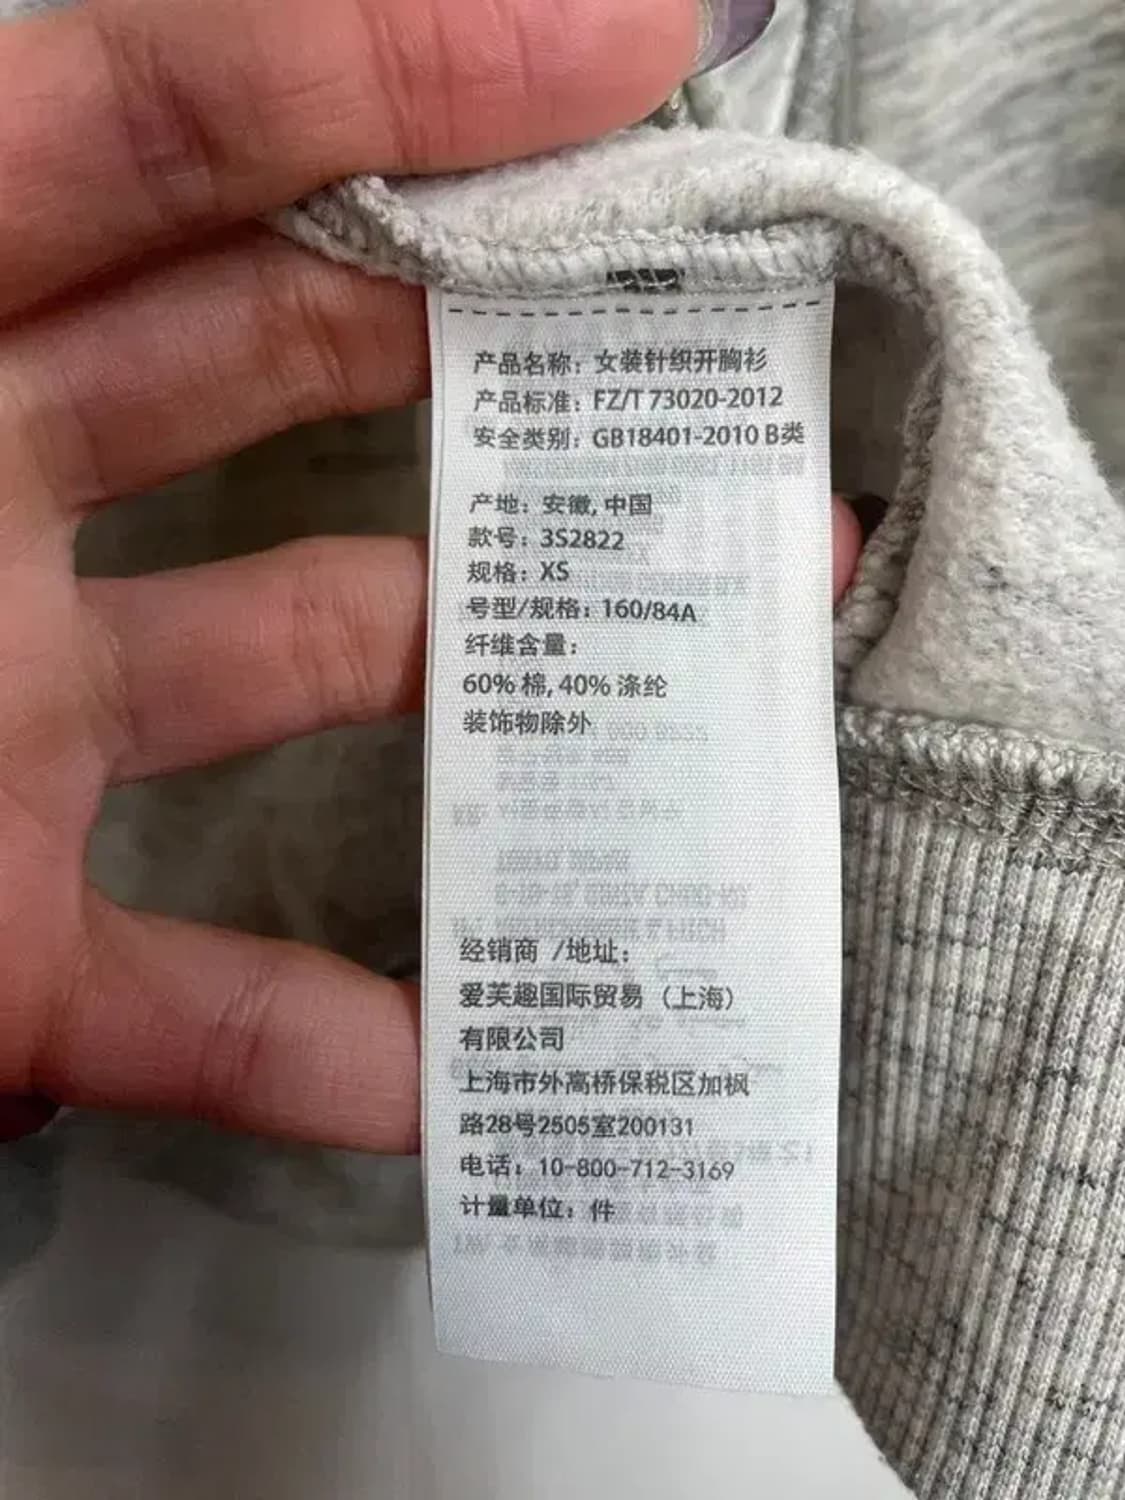 产品名称：女装针织开胸衫
产品标准：FZ/T 73020-2012
安全类别：GB18401-2010 B类
产地：安徽, 中国
款号：3S2822
规格：XS
号型/规格：160/84A
纤维含量：
60% 棉, 40% 涤纶
装饰物除外
经销商 /地址：
爱芙趣国际贸易（上海）
有限公司
上海市外高桥保税区加枫
路28号2505室200131
电话：10-800-712-3169
计量单位：件